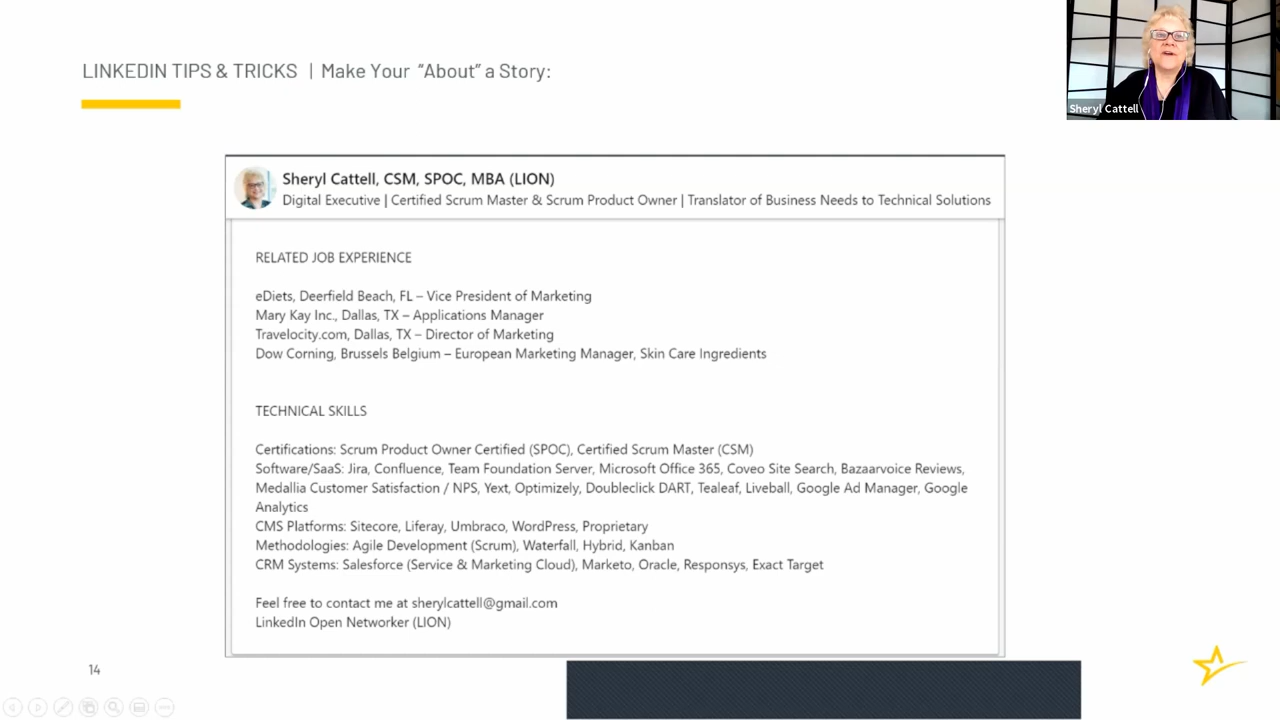 LINKEDIN TIPS & TRICKS | Make Your “About” a Story:
Sheryl Cattell
Sheryl Cattell, CSM, SPOC, MBA (LION)
Digital Executive | Certified Scrum Master & Scrum Product Owner | Translator of Business Needs to Technical Solutions
RELATED JOB EXPERIENCE
eDiets, Deerfield Beach, FL – Vice President of Marketing
Mary Kay Inc., Dallas, TX – Applications Manager
Travelocity.com, Dallas, TX – Director of Marketing
Dow Corning, Brussels Belgium – European Marketing Manager, Skin Care Ingredients
TECHNICAL SKILLS
Certifications: Scrum Product Owner Certified (SPOC), Certified Scrum Master (CSM)
Software/SaaS: Jira, Confluence, Team Foundation Server, Microsoft Office 365, Coveo Site Search, Bazaarvoice Reviews,
Medallia Customer Satisfaction / NPS, Yext, Optimizely, Doubleclick DART, Tealeaf, Liveball, Google Ad Manager, Google
Analytics
CMS Platforms: Sitecore, Liferay, Umbraco, WordPress, Proprietary
Methodologies: Agile Development (Scrum), Waterfall, Hybrid, Kanban
CRM Systems: Salesforce (Service & Marketing Cloud), Marketo, Oracle, Responsys, Exact Target
Feel free to contact me at sherylcattell@gmail.com
LinkedIn Open Networker (LION)
14